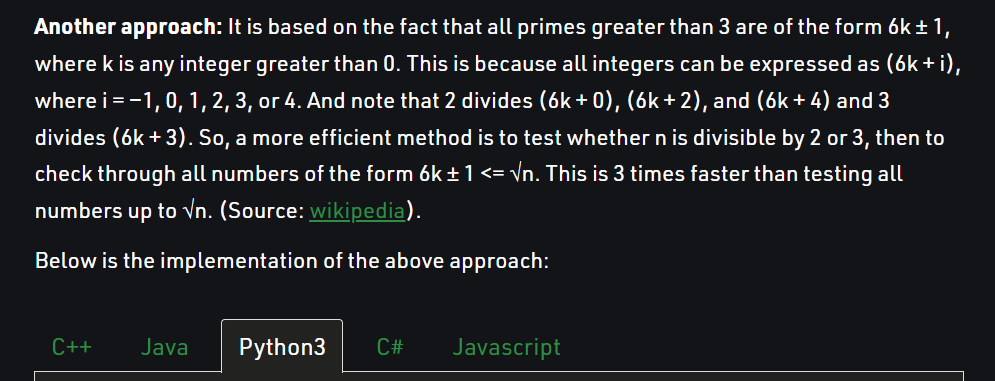 Another approach: It is based on the fact that all primes greater than 3 are of the form 6k ± 1,
where k is any integer greater than 0. This is because all integers can be expressed as (6k + i),
where i = −1, 0, 1, 2, 3, or 4. And note that 2 divides (6k + 0), (6k + 2), and (6k + 4) and 3
divides (6k + 3). So, a more efficient method is to test whether n is divisible by 2 or 3, then to
check through all numbers of the form 6k ± 1 <= √n. This is 3 times faster than testing all
numbers up to √n. (Source: wikipedia).
Below is the implementation of the above approach:
C++ Java Python3 C# Javascript